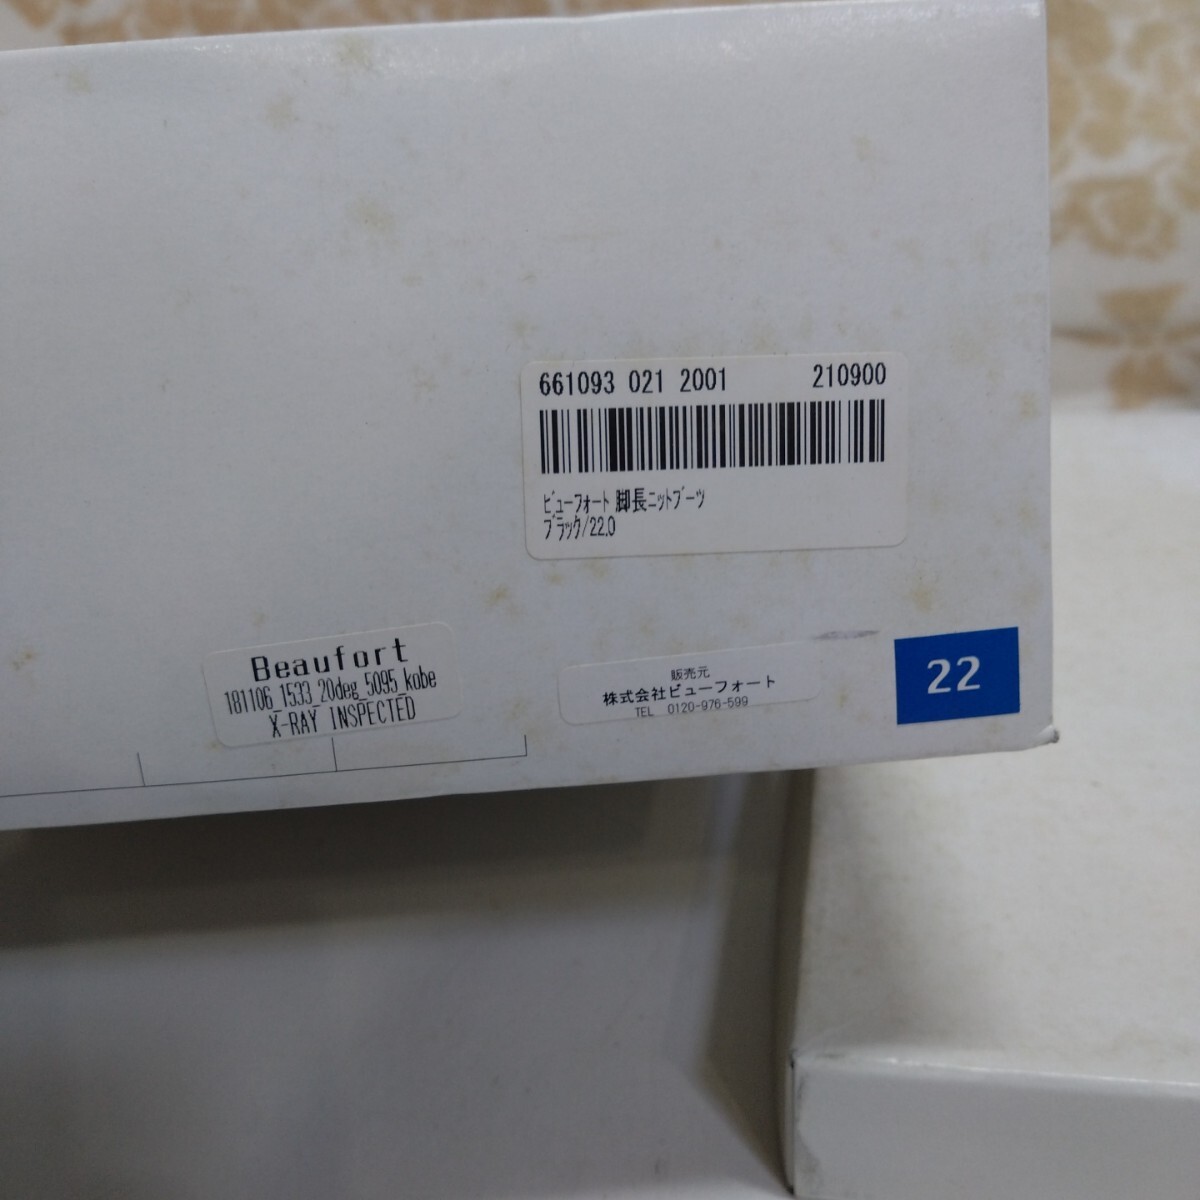 661093 021 2001 210900
ﾋﾞｭｰﾌｫｰﾄ 脚長ﾆｯﾄﾌﾞｰﾂ
ﾌﾞﾗｯｸ/22.0
Beaufort
181106_1533_20deg_5095_kobe
X-RAY INSPECTED
販売元
株式会社ビューフォート
TEL 0120-976-599
22